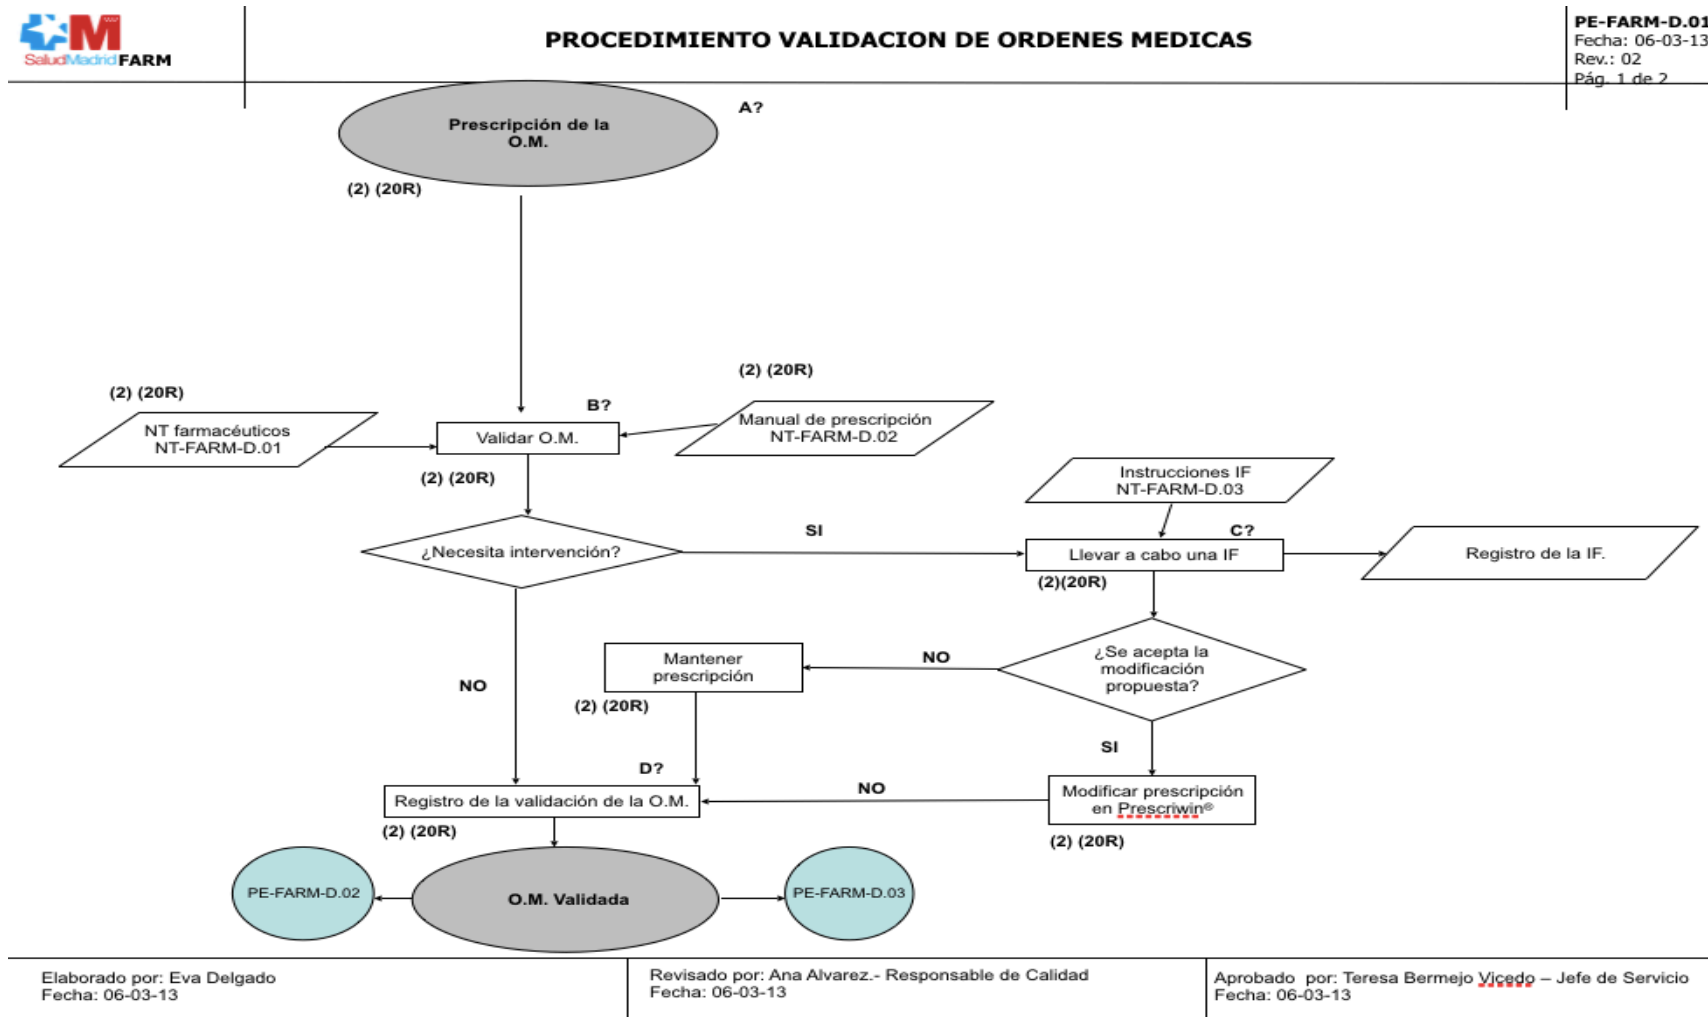 SaludMadrid FARM
PROCEDIMIENTO VALIDACION DE ORDENES MEDICAS
PE-FARM-D.01
Fecha: 06-03-13
Rev.: 02
Pág. 1 de 2
A?
Prescripción de la
O.M.
(2) (20R)
(2) (20R)
(2) (20R)
B?
NT farmacéuticos
NT-FARM-D.01
Validar O.M.
Manual de prescripción
NT-FARM-D.02
(2) (20R)
Instrucciones IF
NT-FARM-D.03
¿Necesita intervención?
SI
C?
Llevar a cabo una IF
Registro de la IF.
(2)(20R)
Mantener
prescripción
NO
¿Se acepta la
modificación
propuesta?
NO
(2) (20R)
SI
D?
Registro de la validación de la O.M.
NO
Modificar prescripción
en Prescriwin®
(2) (20R)
(2) (20R)
PE-FARM-D.02
O.M. Validada
PE-FARM-D.03
Elaborado por: Eva Delgado
Fecha: 06-03-13
Revisado por: Ana Alvarez.- Responsable de Calidad
Fecha: 06-03-13
Aprobado  por: Teresa Bermejo Vicedo – Jefe de Servicio
Fecha: 06-03-13